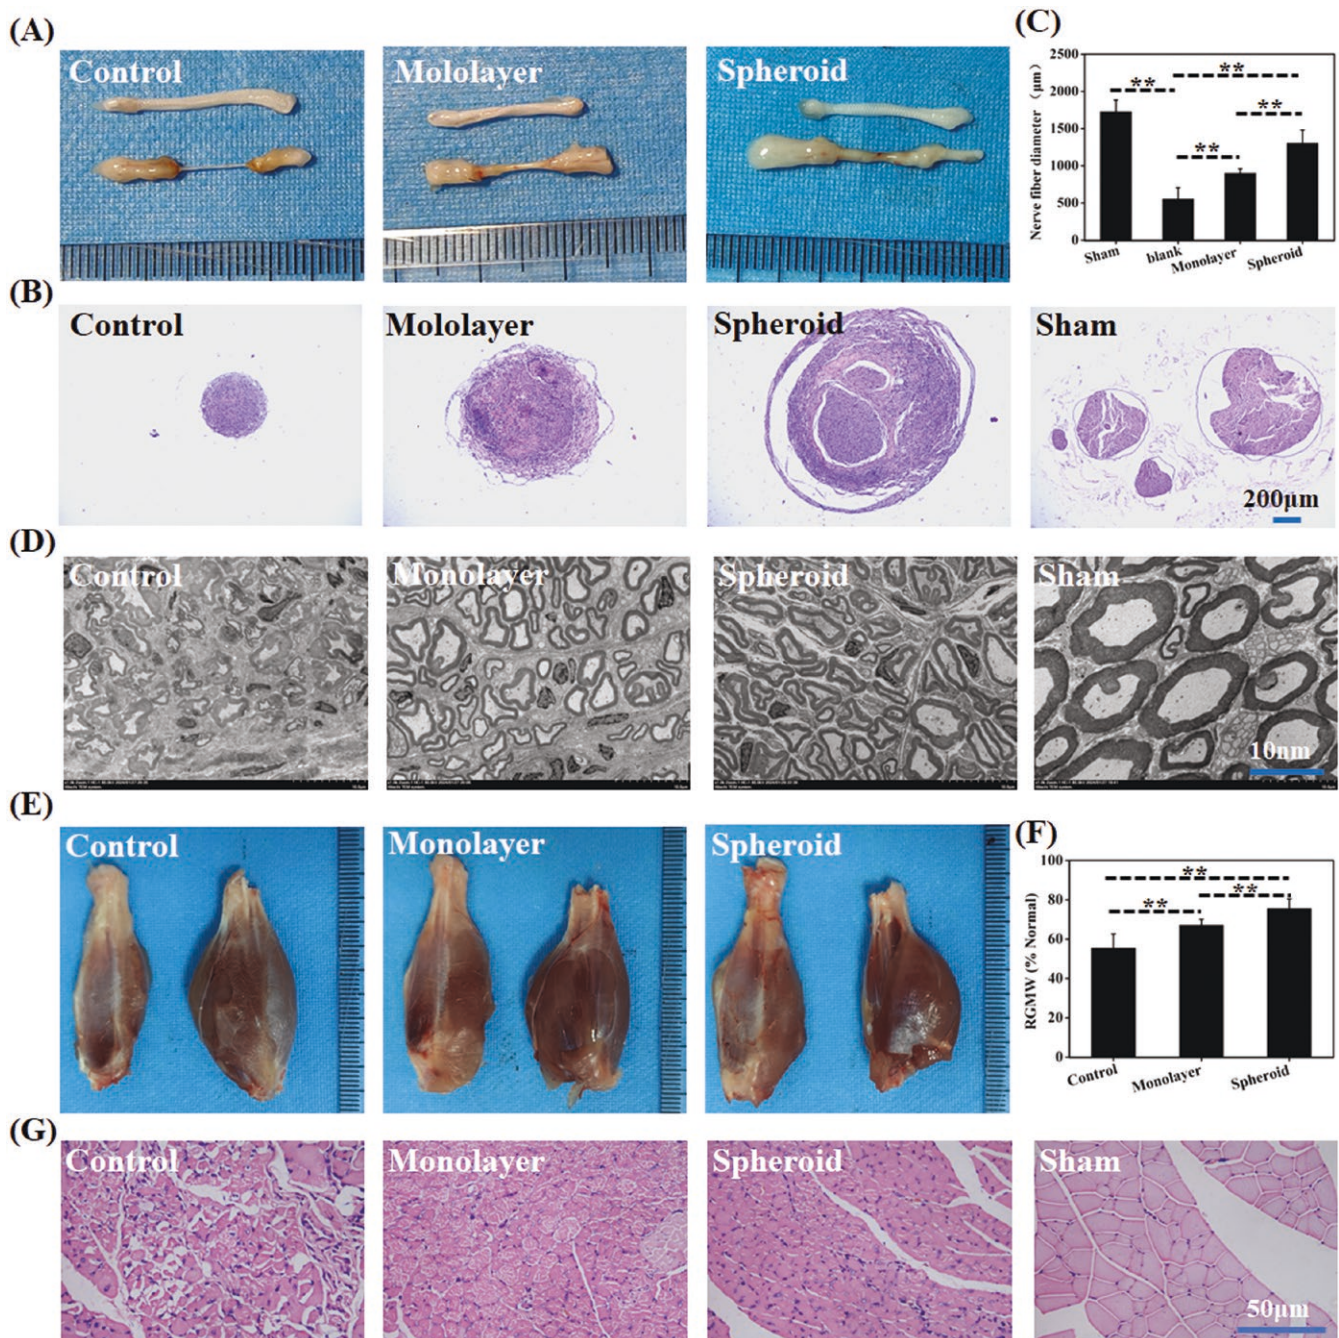 (A)
Control
Mololayer
Spheroid
(C)
2500
2000
1500
1000
500
0
Nerve fiber diameter (μm)
**
**
**
**
Sham
blank
Monolayer
Spheroid
(B)
Control
Mololayer
Spheroid
Sham
200μm
(D)
Control
Monolayer
Spheroid
Sham
10nm
(E)
Control
Monolayer
Spheroid
(F)
100
80
60
40
20
0
RGMW (% Normal)
**
**
**
Control
Monolayer
Spheroid
(G)
Control
Monolayer
Spheroid
Sham
50μm